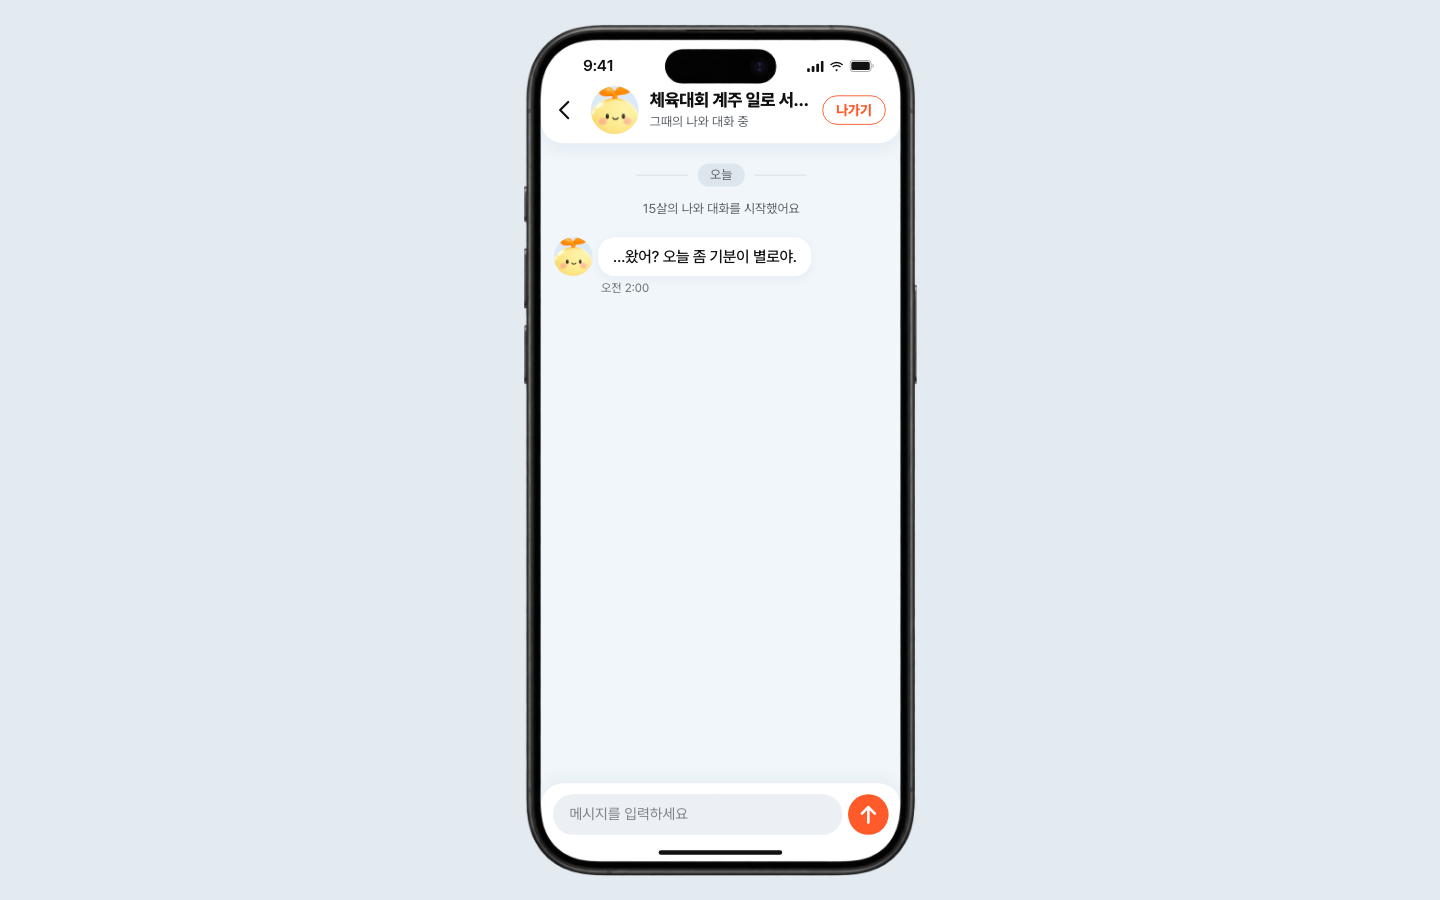 9:41
체육대회 계주 일로 서...
그때의 나와 대화 중
나가기
오늘
15살의 나와 대화를 시작했어요
...왔어? 오늘 좀 기분이 별로야.
오전 2:00
메시지를 입력하세요